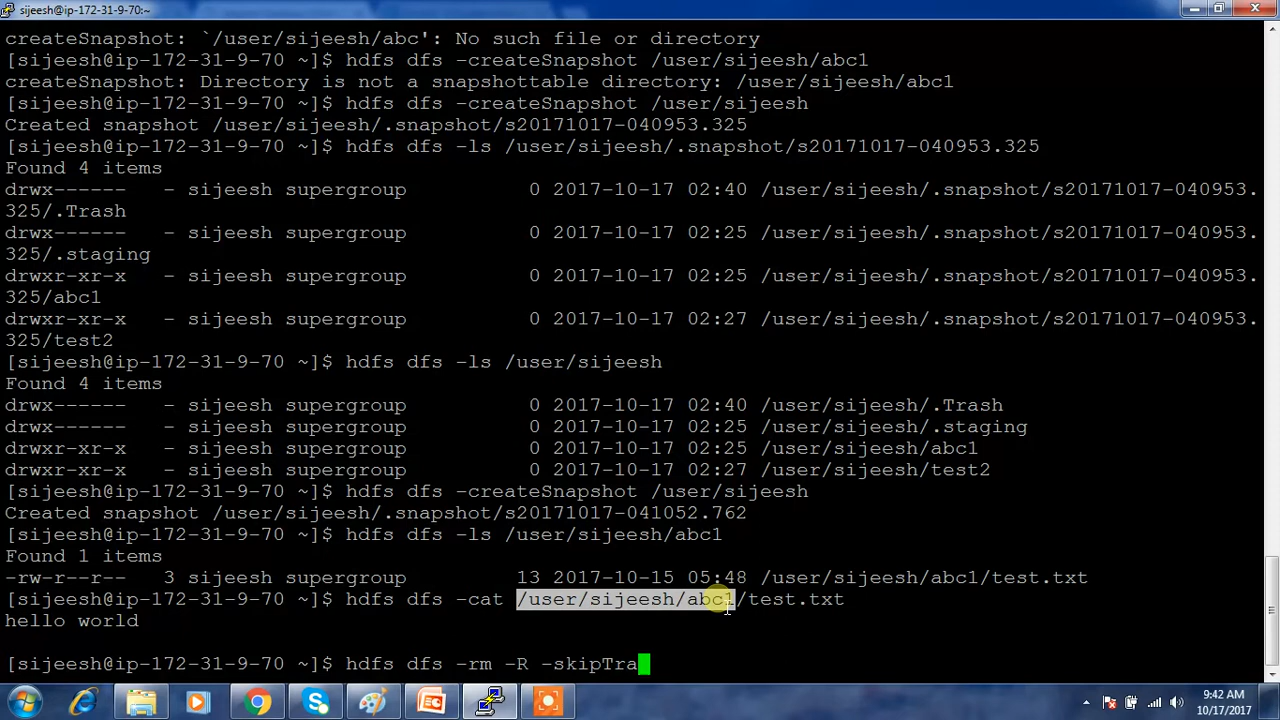 sijeesh@ip-172-31-9-70:~
createSnapshot: `/user/sijeesh/abc': No such file or directory
[sijeesh@ip-172-31-9-70 ~]$ hdfs dfs -createSnapshot /user/sijeesh/abc1
createSnapshot: Directory is not a snapshottable directory: /user/sijeesh/abc1
[sijeesh@ip-172-31-9-70 ~]$ hdfs dfs -createSnapshot /user/sijeesh
Created snapshot /user/sijeesh/.snapshot/s20171017-040953.325
[sijeesh@ip-172-31-9-70 ~]$ hdfs dfs -ls /user/sijeesh/.snapshot/s20171017-040953.325
Found 4 items
drwx------   - sijeesh supergroup          0 2017-10-17 02:40 /user/sijeesh/.snapshot/s20171017-040953.
325/.Trash
drwx------   - sijeesh supergroup          0 2017-10-17 02:25 /user/sijeesh/.snapshot/s20171017-040953.
325/.staging
drwxr-xr-x   - sijeesh supergroup          0 2017-10-17 02:25 /user/sijeesh/.snapshot/s20171017-040953.
325/abc1
drwxr-xr-x   - sijeesh supergroup          0 2017-10-17 02:27 /user/sijeesh/.snapshot/s20171017-040953.
325/test2
[sijeesh@ip-172-31-9-70 ~]$ hdfs dfs -ls /user/sijeesh
Found 4 items
drwx------   - sijeesh supergroup          0 2017-10-17 02:40 /user/sijeesh/.Trash
drwx------   - sijeesh supergroup          0 2017-10-17 02:25 /user/sijeesh/.staging
drwxr-xr-x   - sijeesh supergroup          0 2017-10-17 02:25 /user/sijeesh/abc1
drwxr-xr-x   - sijeesh supergroup          0 2017-10-17 02:27 /user/sijeesh/test2
[sijeesh@ip-172-31-9-70 ~]$ hdfs dfs -createSnapshot /user/sijeesh
Created snapshot /user/sijeesh/.snapshot/s20171017-041052.762
[sijeesh@ip-172-31-9-70 ~]$ hdfs dfs -ls /user/sijeesh/abc1
Found 1 items
-rw-r--r--   3 sijeesh supergroup         13 2017-10-15 05:48 /user/sijeesh/abc1/test.txt
[sijeesh@ip-172-31-9-70 ~]$ hdfs dfs -cat /user/sijeesh/abc1/test.txt
hello world
[sijeesh@ip-172-31-9-70 ~]$ hdfs dfs -rm -R -skipTra
9:42 AM
10/17/2017